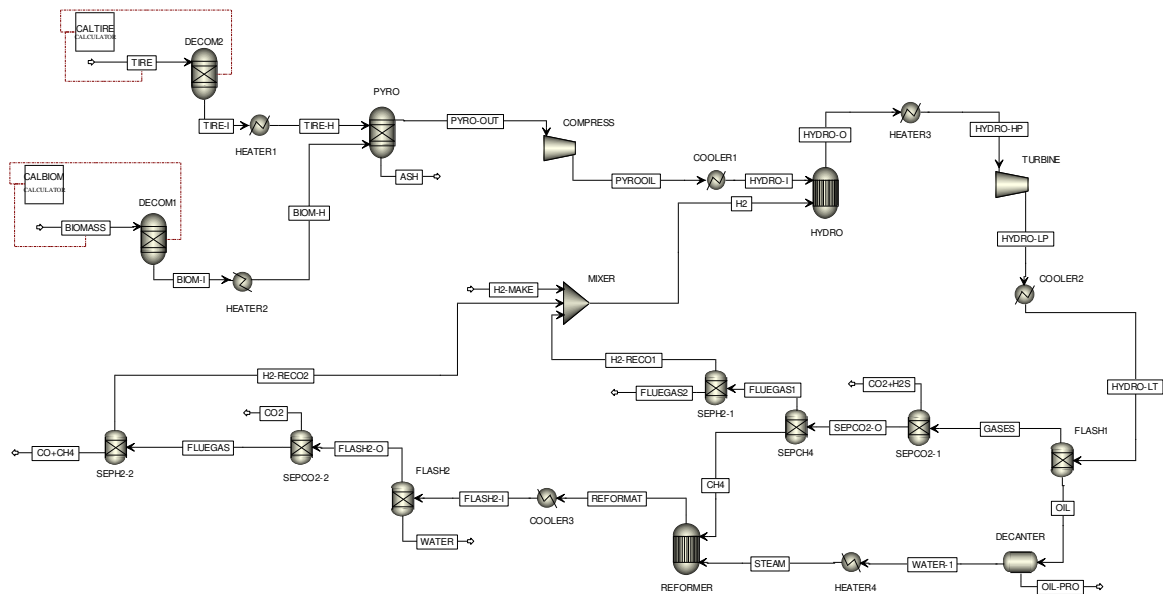 CALTIRE
CALCULATOR
DECOM2
TIRE
PYRO
TIRE-I
TIRE-H
HEATER1
PYRO-OUT
COMPRESS
ASH
PYROOIL
COOLER1
HYDRO-I
H2
HYDRO-O
HYDRO
HEATER3
HYDRO-HP
TURBINE
HYDRO-LP
COOLER2
HYDRO-LT
CALBIOM
CALCULATOR
DECOM1
BIOMASS
BIOM-I
HEATER2
BIOM-H
H2-MAKE
MIXER
H2-RECO1
H2-RECO2
FLUEGAS2
SEPH2-1
FLUEGAS1
CO2+H2S
SEPCH4
SEPCO2-O
SEPCO2-1
GASES
FLASH1
CO2
CO+CH4
SEPH2-2
FLUEGAS
SEPCO2-2
FLASH2-O
FLASH2
FLASH2-I
COOLER3
REFORMAT
CH4
WATER
REFORMER
STEAM
HEATER4
WATER-1
DECANTER
OIL
OIL-PRO